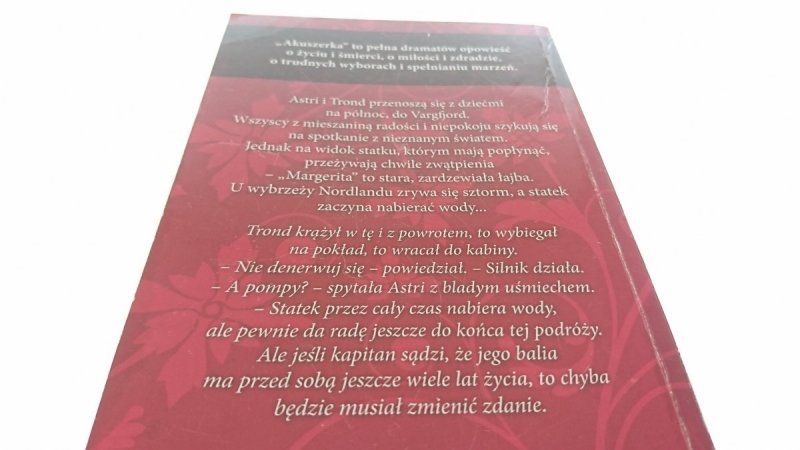 „Akuszerka” to pełna dramatów opowieść
o życiu i śmierci, o miłości i zdradzie,
o trudnych wyborach i spełnianiu marzeń.
Astri i Trond przenoszą się z dziećmi
na północ, do Vargfjord.
Wszyscy z mieszaniną radości i niepokoju szykują się
na spotkanie z nieznanym światem.
Jednak na widok statku, którym mają popłynąć,
przeżywają chwile zwątpienia
– „Margerita” to stara, zardzewiała łajba.
U wybrzeży Nordlandu zrywa się sztorm, a statek
zaczyna nabierać wody...
Trond krążył w tę i z powrotem, to wybiegał
na pokład, to wracał do kabiny.
– Nie denerwuj się – powiedział. – Silnik działa.
– A pompy? – spytała Astri z bladym uśmiechem.
– Statek przez cały czas nabiera wody,
ale pewnie da radę jeszcze do końca tej podróży.
Ale jeśli kapitan sądzi, że jego balia
ma przed sobą jeszcze wiele lat życia, to chyba
będzie musiał zmienić zdanie.